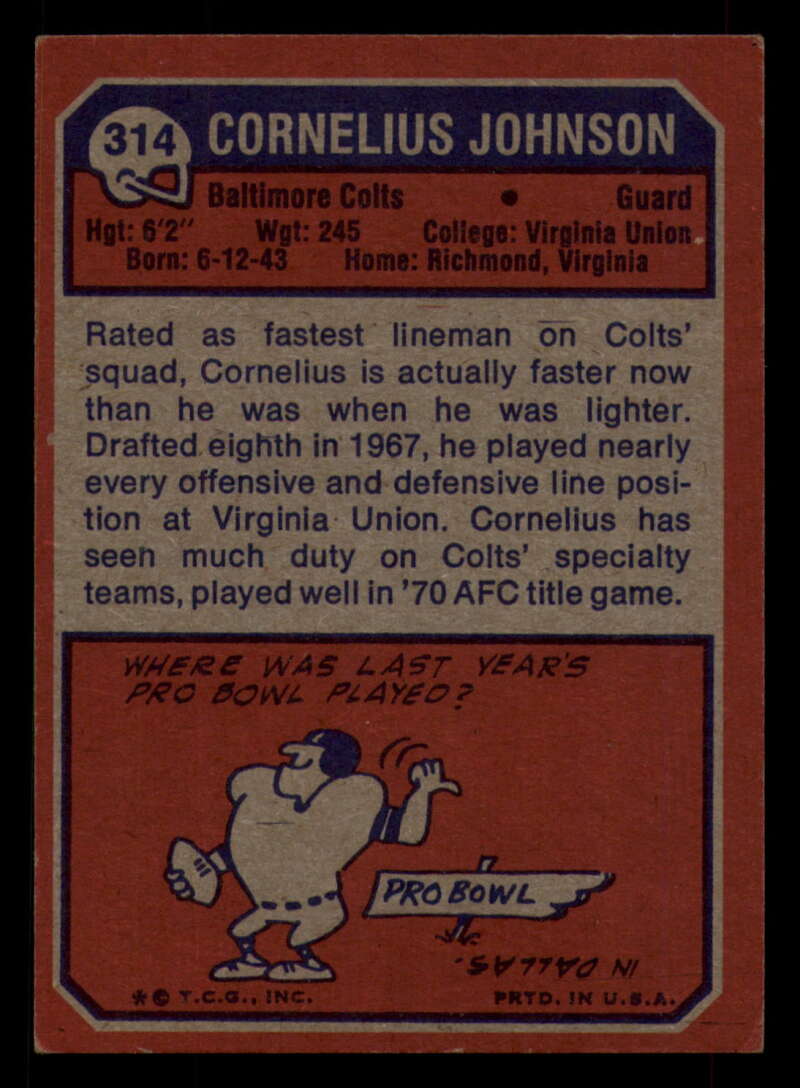 314 CORNELIUS JOHNSON
Baltimore Colts • Guard
Hgt: 6'2" Wgt: 245 College: Virginia Union
Born: 6-12-43 Home: Richmond, Virginia
Rated as fastest lineman on Colts'
squad, Cornelius is actually faster now
than he was when he was lighter.
Drafted eighth in 1967, he played nearly
every offensive and defensive line posi-
tion at Virginia Union. Cornelius has
seen much duty on Colts' specialty
teams, played well in '70 AFC title game.
WHERE WAS LAST YEAR'S
PRO BOWL PLAYED?
PRO BOWL
IN DALLAS.
*© T.C.G., INC. PRTD. IN U.S.A.